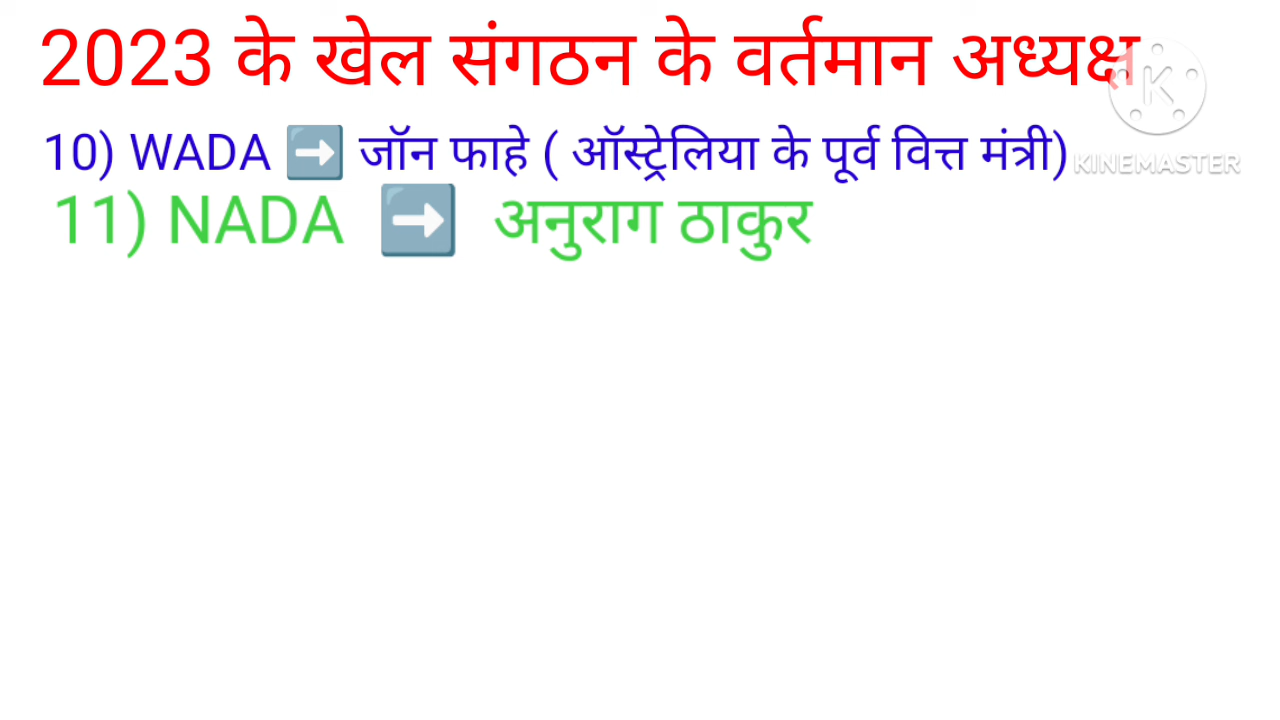 2023 के खेल संगठन के वर्तमान अध्यक्ष
10) WADA ➡️ जॉन फाहे ( ऑस्ट्रेलिया के पूर्व वित्त मंत्री)
11) NADA ➡️ अनुराग ठाकुर
K
KINEMASTER